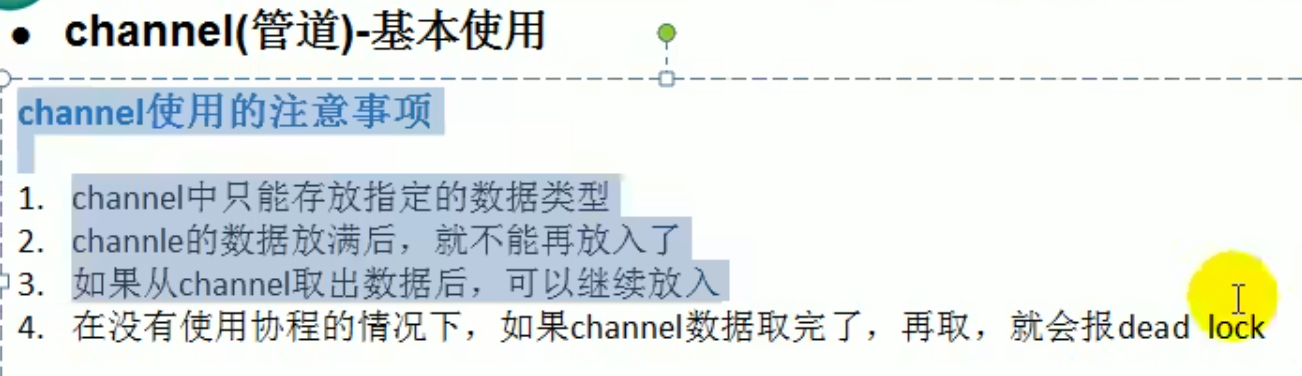 ● channel(管道)-基本使用
channel使用的注意事项
1. channel中只能存放指定的数据类型
2. channle的数据放满后，就不能再放入了
3. 如果从channel取出数据后，可以继续放入
4. 在没有使用协程的情况下，如果channel数据取完了，再取，就会报dead lock